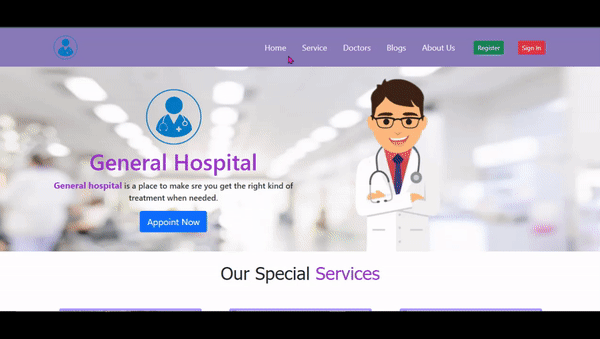 Home Service Doctors Blogs About Us Register Sign In
General Hospital
General hospital is a place to make sre you get the right kind of
treatment when needed.
Appoint Now
Our Special Services